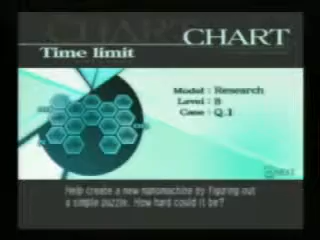 CHART
Time limit
Model : Research
Level : 8
Case : Q.1
NEXT
Help create a new nanomachine by figuring out
a simple puzzle. How hard could it be?